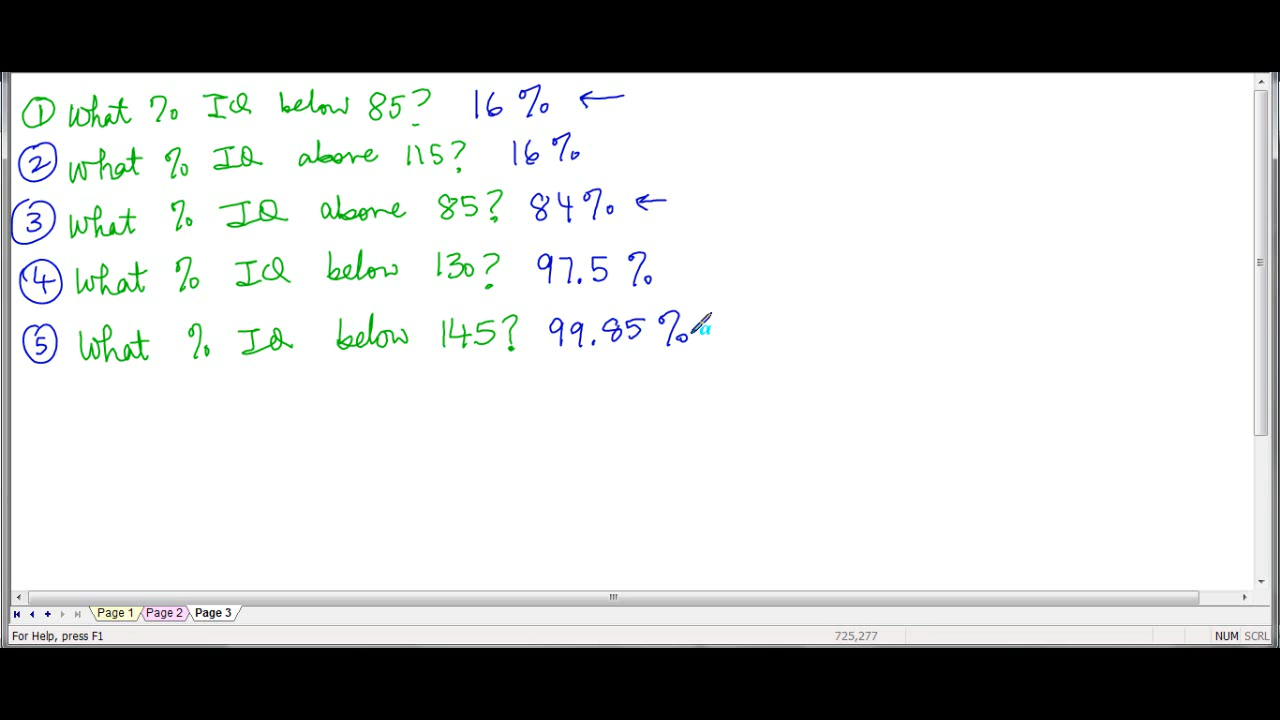 ① What % IQ below 85? 16% ←
② What % IQ above 115? 16%
③ What % IQ above 85? 84% ←
④ What % IQ below 130? 97.5%
⑤ What % IQ below 145? 99.85%
Page 1 Page 2 Page 3
For Help, press F1 725,277 NUM SCRL